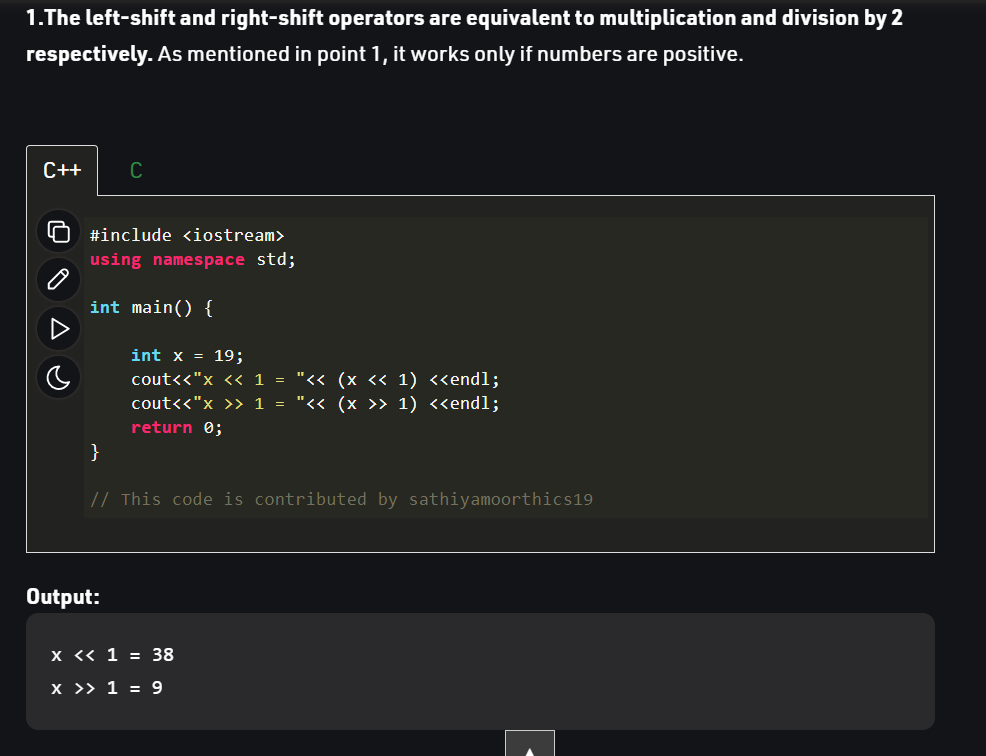 1.The left-shift and right-shift operators are equivalent to multiplication and division by 2
respectively. As mentioned in point 1, it works only if numbers are positive.
C++ C
#include <iostream>
using namespace std;
int main() {
int x = 19;
cout<<"x << 1 = "<< (x << 1) <<endl;
cout<<"x >> 1 = "<< (x >> 1) <<endl;
return 0;
}
// This code is contributed by sathiyamoorthics19
Output:
x << 1 = 38
x >> 1 = 9